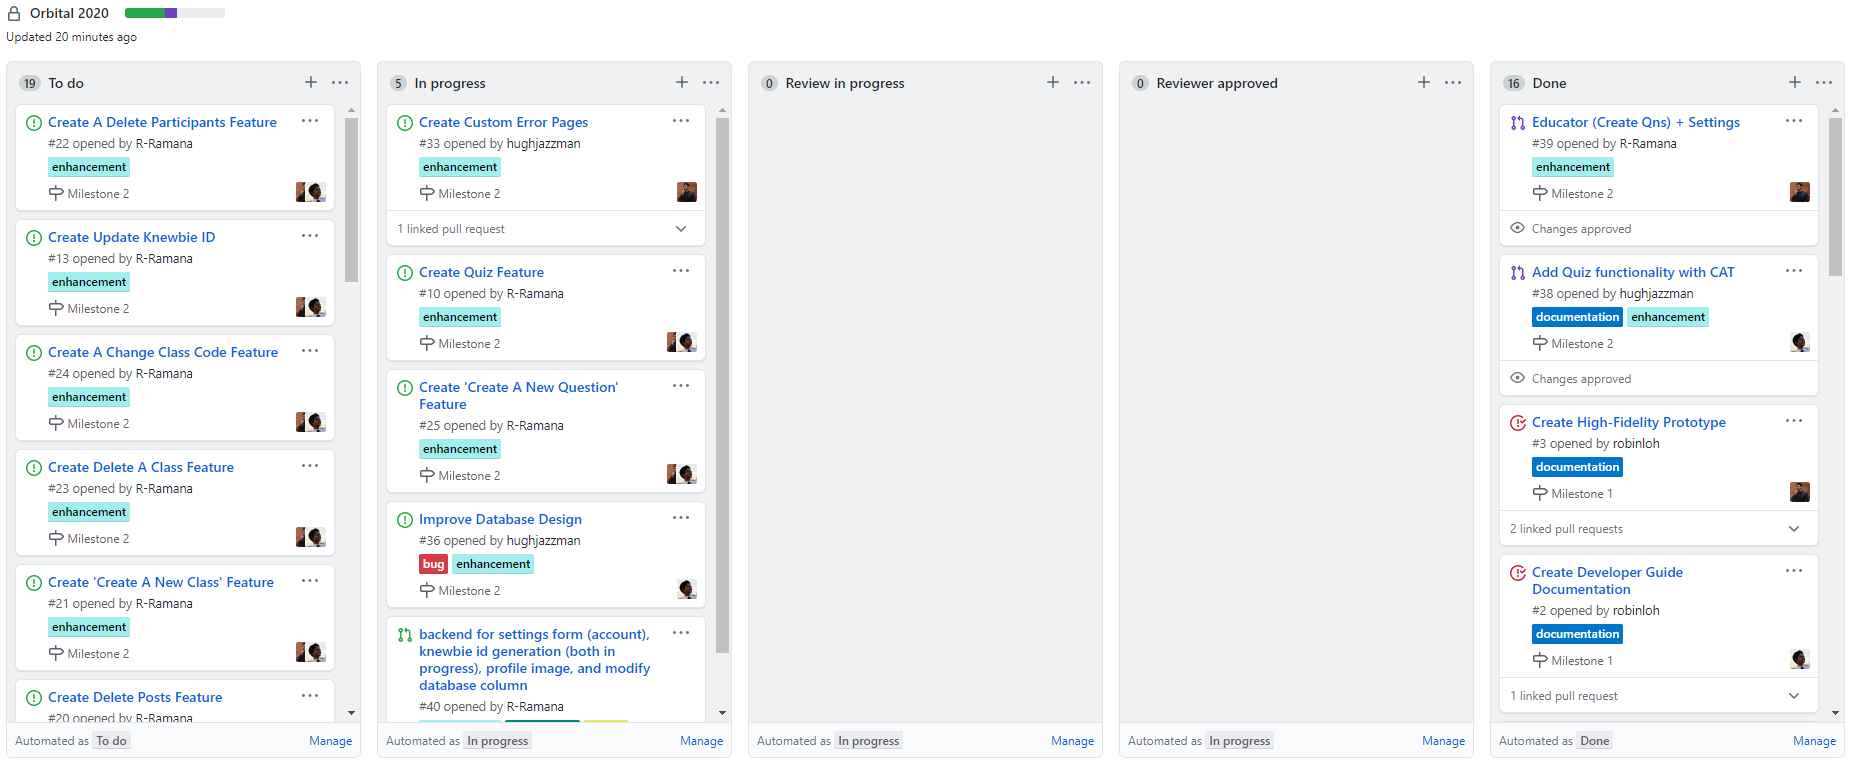 Orbital 2020
Updated 20 minutes ago
19 To do
Create A Delete Participants Feature
#22 opened by R-Ramana
enhancement
Milestone 2
Create Update Knewbie ID
#13 opened by R-Ramana
enhancement
Milestone 2
Create A Change Class Code Feature
#24 opened by R-Ramana
enhancement
Milestone 2
Create Delete A Class Feature
#23 opened by R-Ramana
enhancement
Milestone 2
Create 'Create A New Class' Feature
#21 opened by R-Ramana
enhancement
Milestone 2
Create Delete Posts Feature
#20 opened by R-Ramana
Automated as To do Manage
5 In progress
Create Custom Error Pages
#33 opened by hughjazzman
enhancement
Milestone 2
1 linked pull request
Create Quiz Feature
#10 opened by R-Ramana
enhancement
Milestone 2
Create 'Create A New Question'
Feature
#25 opened by R-Ramana
enhancement
Milestone 2
Improve Database Design
#36 opened by hughjazzman
bug enhancement
Milestone 2
backend for settings form (account),
knewbie id generation (both in
progress), profile image, and modify
database column
#40 opened by R-Ramana
Automated as In progress Manage
0 Review in progress
Automated as In progress Manage
0 Reviewer approved
Automated as In progress Manage
16 Done
Educator (Create Qns) + Settings
#39 opened by R-Ramana
enhancement
Milestone 2
Changes approved
Add Quiz functionality with CAT
#38 opened by hughjazzman
documentation enhancement
Milestone 2
Changes approved
Create High-Fidelity Prototype
#3 opened by robinloh
documentation
Milestone 1
2 linked pull requests
Create Developer Guide
Documentation
#2 opened by robinloh
documentation
Milestone 1
1 linked pull request
Automated as Done Manage